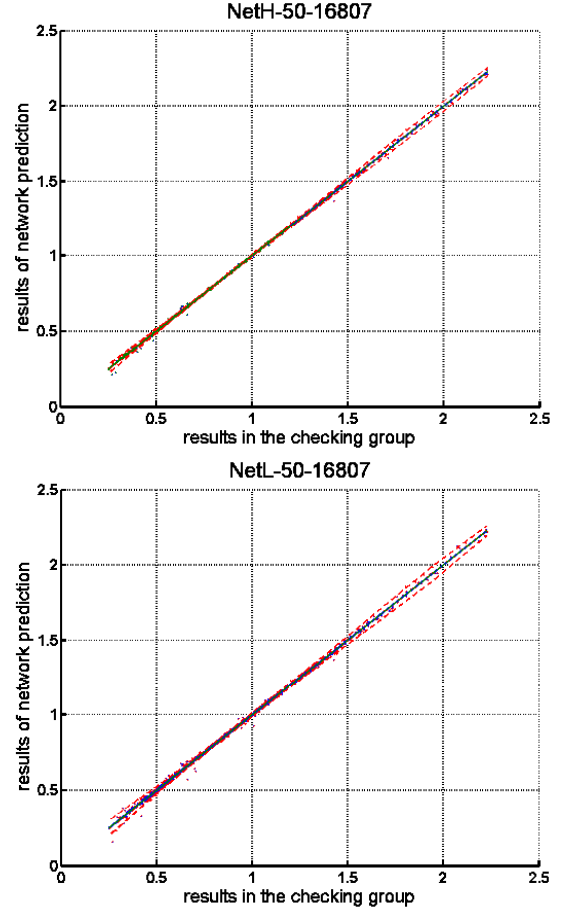 NetH-50-16807
2.5
2
1.5
1
0.5
0
0 0.5 1 1.5 2 2.5
results of network prediction
results in the checking group
NetL-50-16807
2.5
2
1.5
1
0.5
0
0 0.5 1 1.5 2 2.5
results of network prediction
results in the checking group